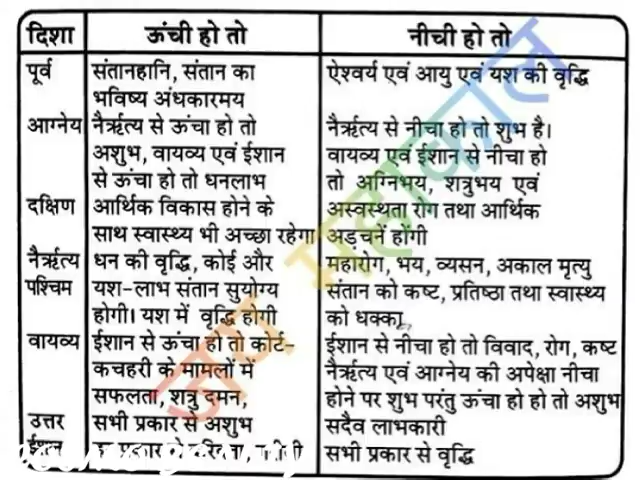 दिशा ऊंची हो तो नीची हो तो
पूर्व संतानहानि, संतान का ऐश्वर्य एवं आयु एवं यश की वृद्धि
भविष्य अंधकारमय
आग्नेय नैर्ऋत्य से ऊंचा हो तो नैर्ऋत्य से नीचा हो तो शुभ है।
अशुभ, वायव्य एवं ईशान वायव्य एवं ईशान से नीचा हो
से ऊंचा हो तो धनलाभ तो अग्निभय, शत्रुभय एवं
दक्षिण आर्थिक विकास होने के अस्वस्थता रोग तथा आर्थिक
साथ स्वास्थ्य भी अच्छा रहेगा अड़चनें होंगी
नैर्ऋत्य धन की वृद्धि, कोई और महारोग, भय, व्यसन, अकाल मृत्यु
पश्चिम यश-लाभ संतान सुयोग्य संतान को कष्ट, प्रतिष्ठा तथा स्वास्थ्य
होगी। यश में वृद्धि होगी को धक्का
वायव्य ईशान से ऊंचा हो तो कोर्ट- ईशान से नीचा हो तो विवाद, रोग, कष्ट
कचहरी के मामलों में नैर्ऋत्य एवं आग्नेय की अपेक्षा नीचा
सफलता, शत्रु दमन, होने पर शुभ परंतु ऊंचा हो हो तो अशुभ
उत्तर सभी प्रकार से अशुभ सदैव लाभकारी
सभी प्रकार से वृद्धि
जय महाकाल